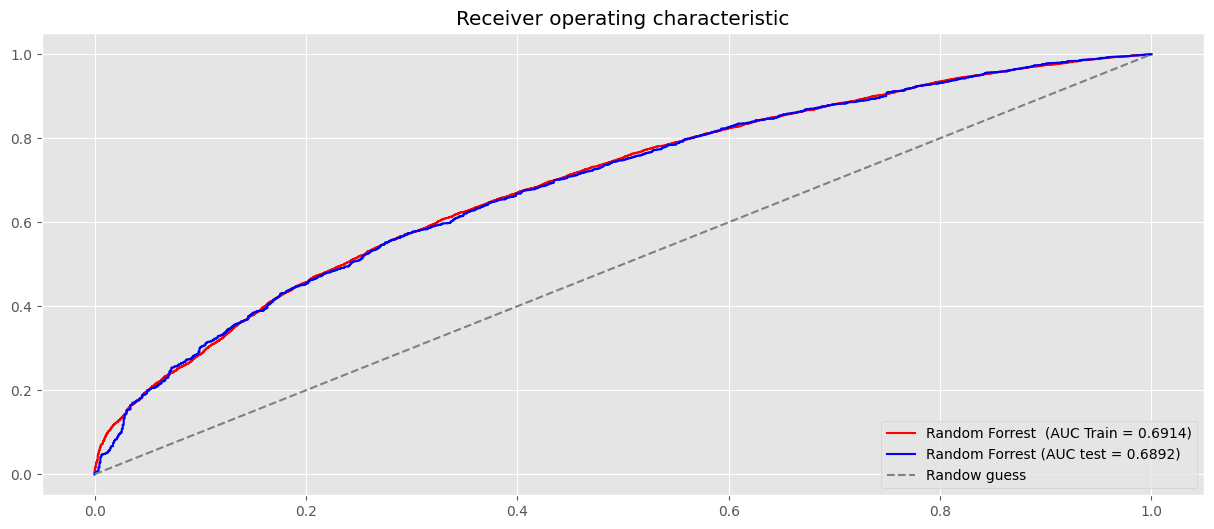 Receiver operating characteristic
1.0
0.8
0.6
0.4
0.2
0.0
Random Forrest  (AUC Train = 0.6914)
Random Forrest (AUC test = 0.6892)
Randow guess
0.0 0.2 0.4 0.6 0.8 1.0